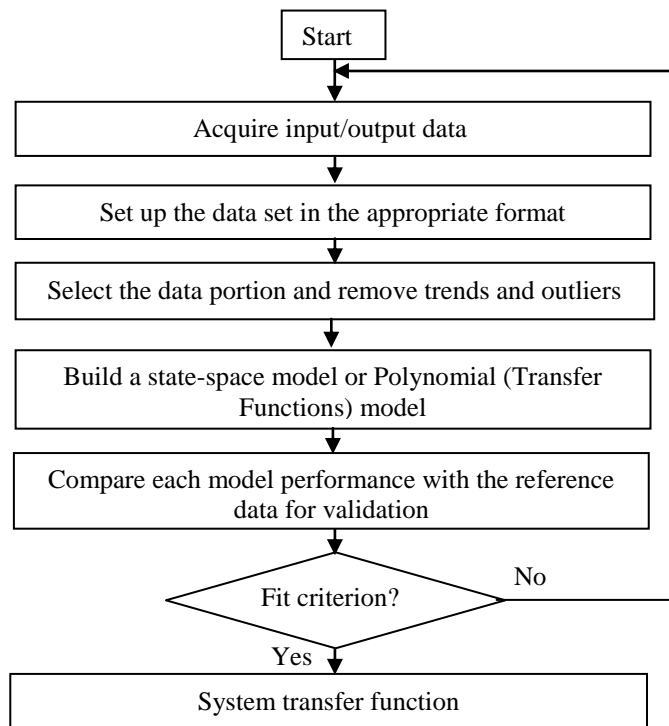 Start
Acquire input/output data
Set up the data set in the appropriate format
Select the data portion and remove trends and outliers
Build a state-space model or Polynomial (Transfer
Functions) model
Compare each model performance with the reference
data for validation
Fit criterion?
No
Yes
System transfer function